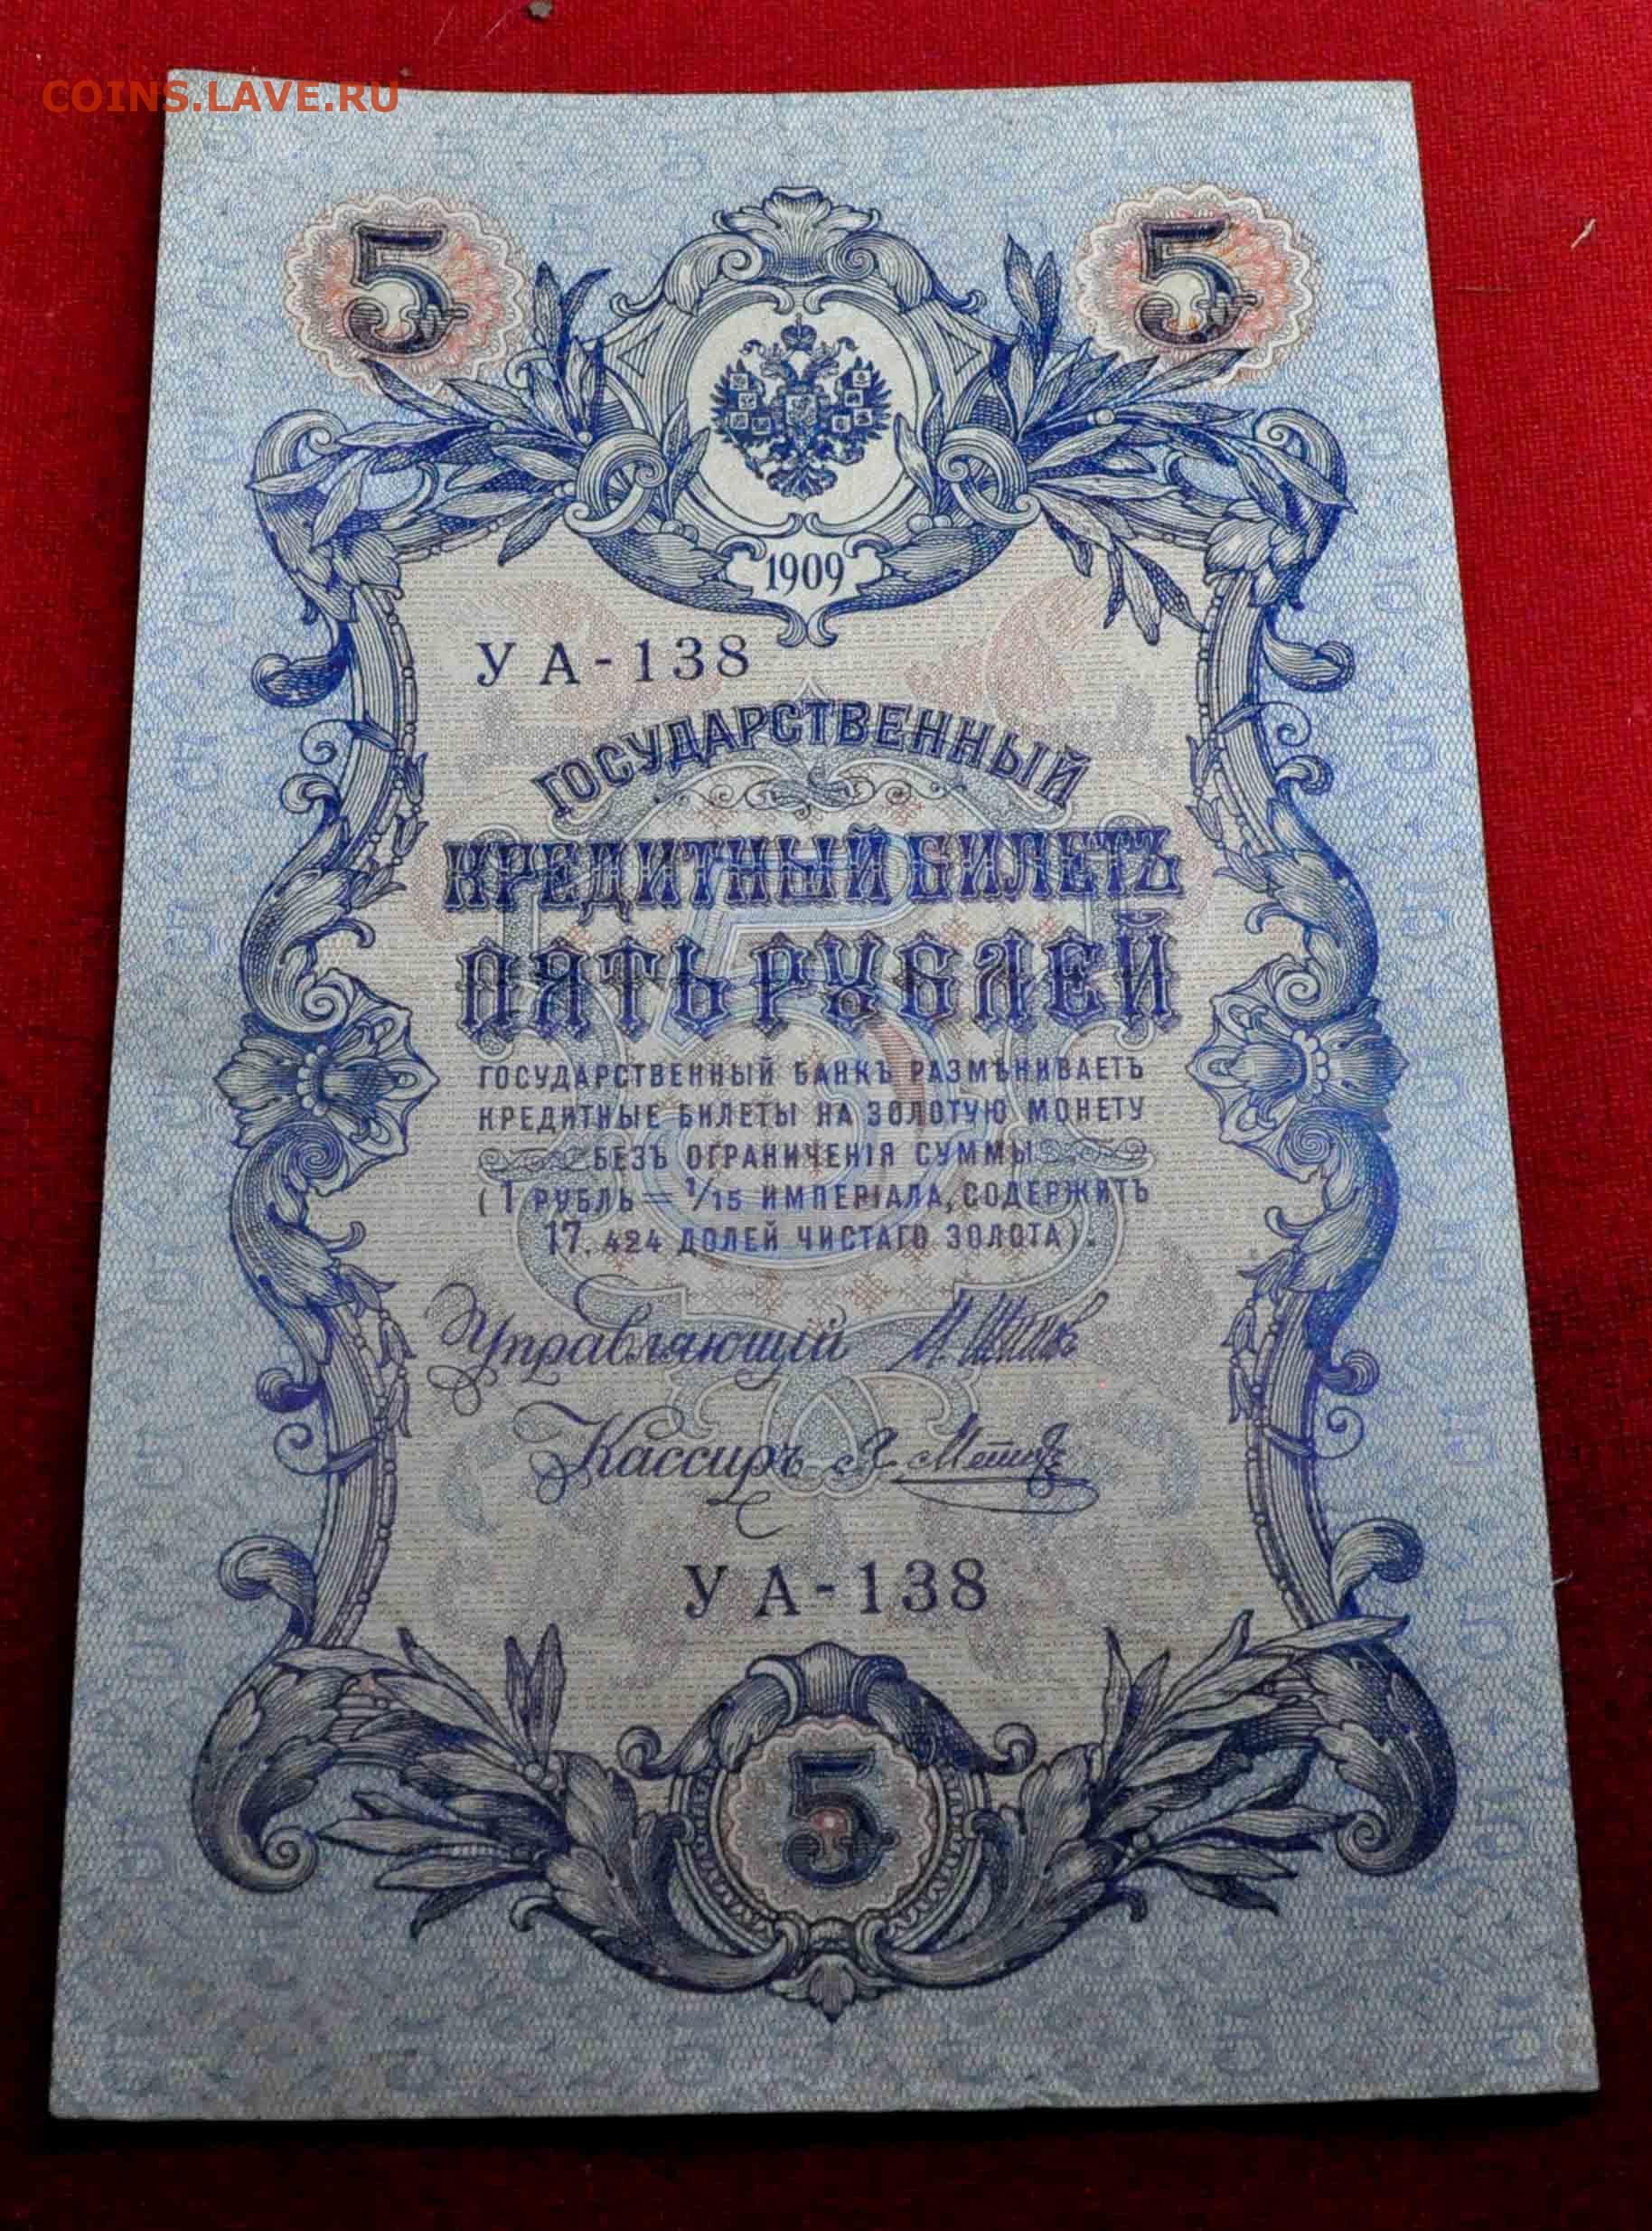 COINS.LAVE.RU
5 5
1909
УА-138
ГОСУДАРСТВЕННЫЙ
КРЕДИТНЫЙ БИЛЕТЪ
ПЯТЬ РУБЛЕЙ
ГОСУДАРСТВЕННЫЙ БАНКЪ РАЗМѢНИВАЕТЪ
КРЕДИТНЫЕ БИЛЕТЫ НА ЗОЛОТУЮ МОНЕТУ
БЕЗЪ ОГРАНИЧЕНІЯ СУММЫ
(1 РУБЛЬ = 1/15 ИМПЕРІАЛА, СОДЕРЖИТЪ
17,424 ДОЛЕЙ ЧИСТАГО ЗОЛОТА).
Управляющій И. Шиповъ
Кассиръ
УА-138
5